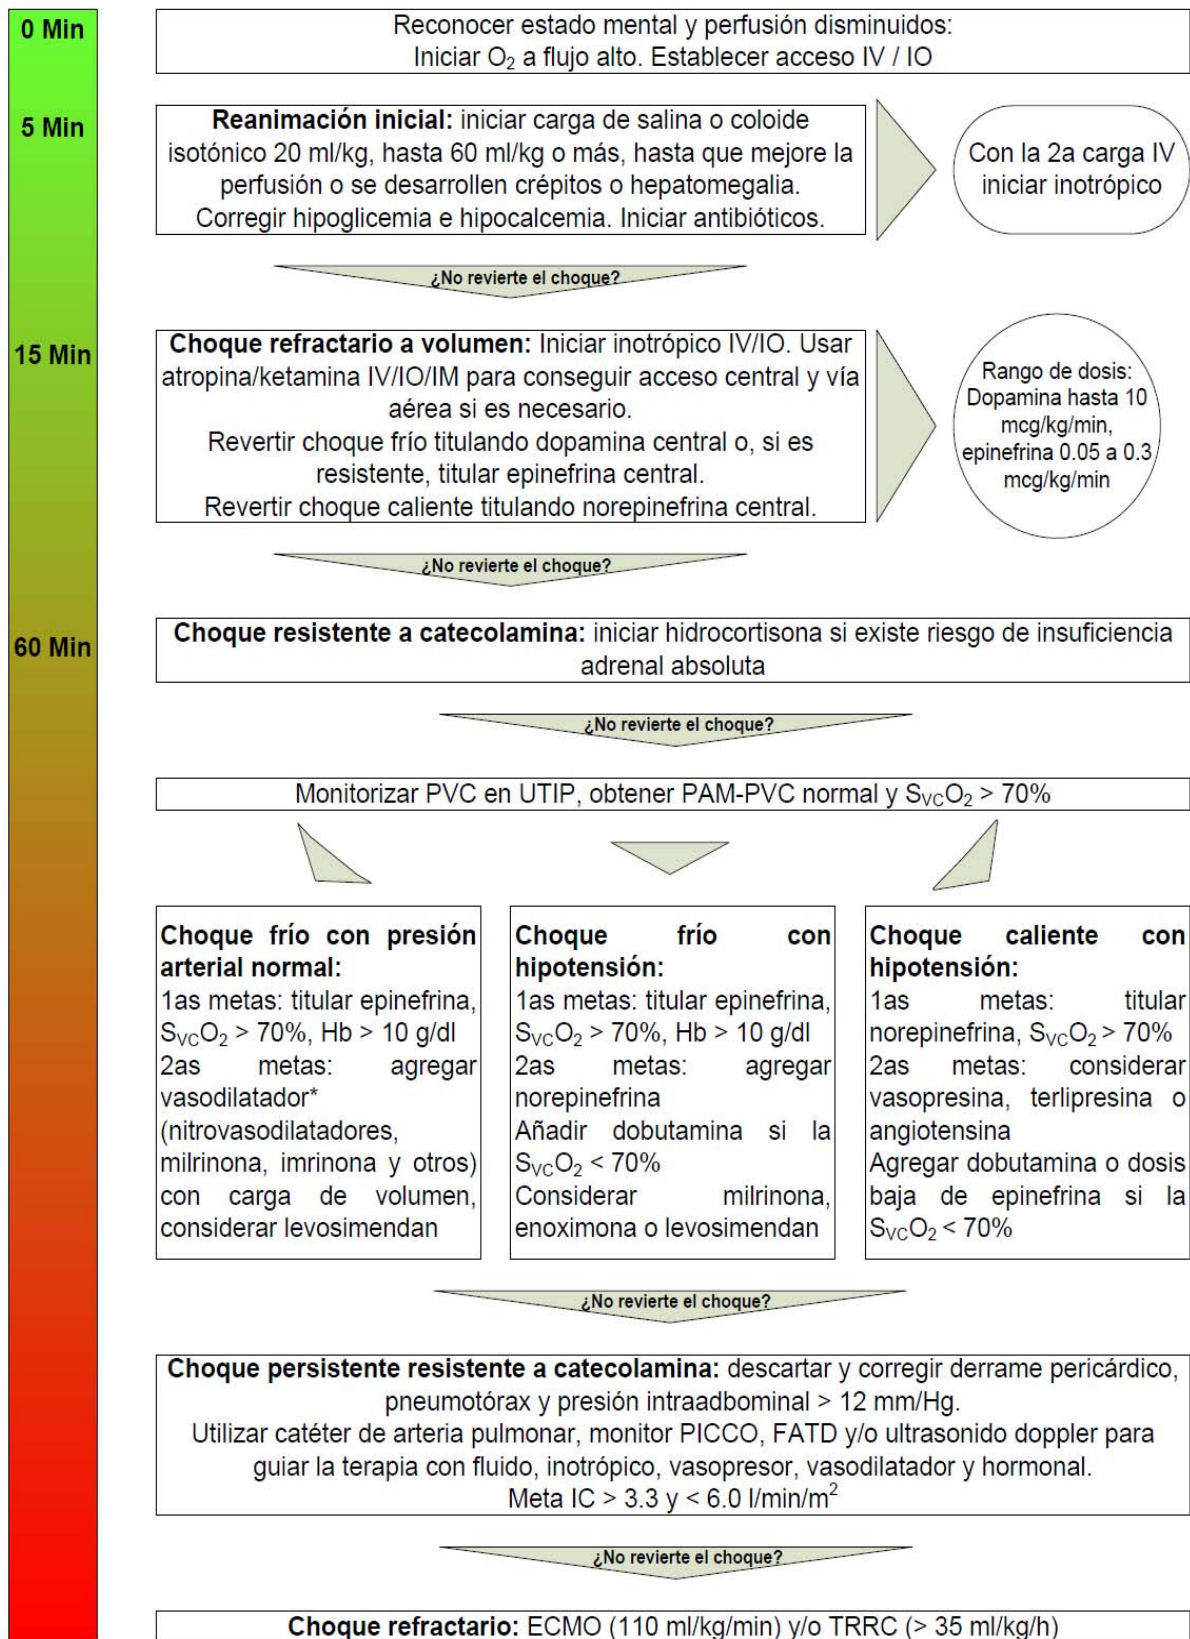 0 Min
Reconocer estado mental y perfusión disminuidos:
Iniciar O₂ a flujo alto. Establecer acceso IV / IO
5 Min
Reanimación inicial: iniciar carga de salina o coloide
isotónico 20 ml/kg, hasta 60 ml/kg o más, hasta que mejore la
perfusión o se desarrollen crépitos o hepatomegalia.
Corregir hipoglicemia e hipocalcemia. Iniciar antibióticos.
Con la 2a carga IV
iniciar inotrópico
¿No revierte el choque?
15 Min
Choque refractario a volumen: Iniciar inotrópico IV/IO. Usar
atropina/ketamina IV/IO/IM para conseguir acceso central y vía
aérea si es necesario.
Revertir choque frío titulando dopamina central o, si es
resistente, titular epinefrina central.
Revertir choque caliente titulando norepinefrina central.
Rango de dosis:
Dopamina hasta 10
mcg/kg/min,
epinefrina 0.05 a 0.3
mcg/kg/min
¿No revierte el choque?
60 Min
Choque resistente a catecolamina: iniciar hidrocortisona si existe riesgo de insuficiencia
adrenal absoluta
¿No revierte el choque?
Monitorizar PVC en UTIP, obtener PAM-PVC normal y SVCO₂ > 70%
Choque frío con presión
arterial normal:
1as metas: titular epinefrina,
SVCO₂ > 70%, Hb > 10 g/dl
2as metas: agregar
vasodilatador*
(nitrovasodilatadores,
milrinona, imrinona y otros)
con carga de volumen,
considerar levosimendan
Choque frío con
hipotensión:
1as metas: titular epinefrina,
SVCO₂ > 70%, Hb > 10 g/dl
2as metas: agregar
norepinefrina
Añadir dobutamina si la
SVCO₂ < 70%
Considerar milrinona,
enoximona o levosimendan
Choque caliente con
hipotensión:
1as metas: titular
norepinefrina, SVCO₂ > 70%
2as metas: considerar
vasopresina, terlipresina o
angiotensina
Agregar dobutamina o dosis
baja de epinefrina si la
SVCO₂ < 70%
¿No revierte el choque?
Choque persistente resistente a catecolamina: descartar y corregir derrame pericárdico,
pneumotórax y presión intraadbominal > 12 mm/Hg.
Utilizar catéter de arteria pulmonar, monitor PICCO, FATD y/o ultrasonido doppler para
guiar la terapia con fluido, inotrópico, vasopresor, vasodilatador y hormonal.
Meta IC > 3.3 y < 6.0 l/min/m²
¿No revierte el choque?
Choque refractario: ECMO (110 ml/kg/min) y/o TRRC (> 35 ml/kg/h)